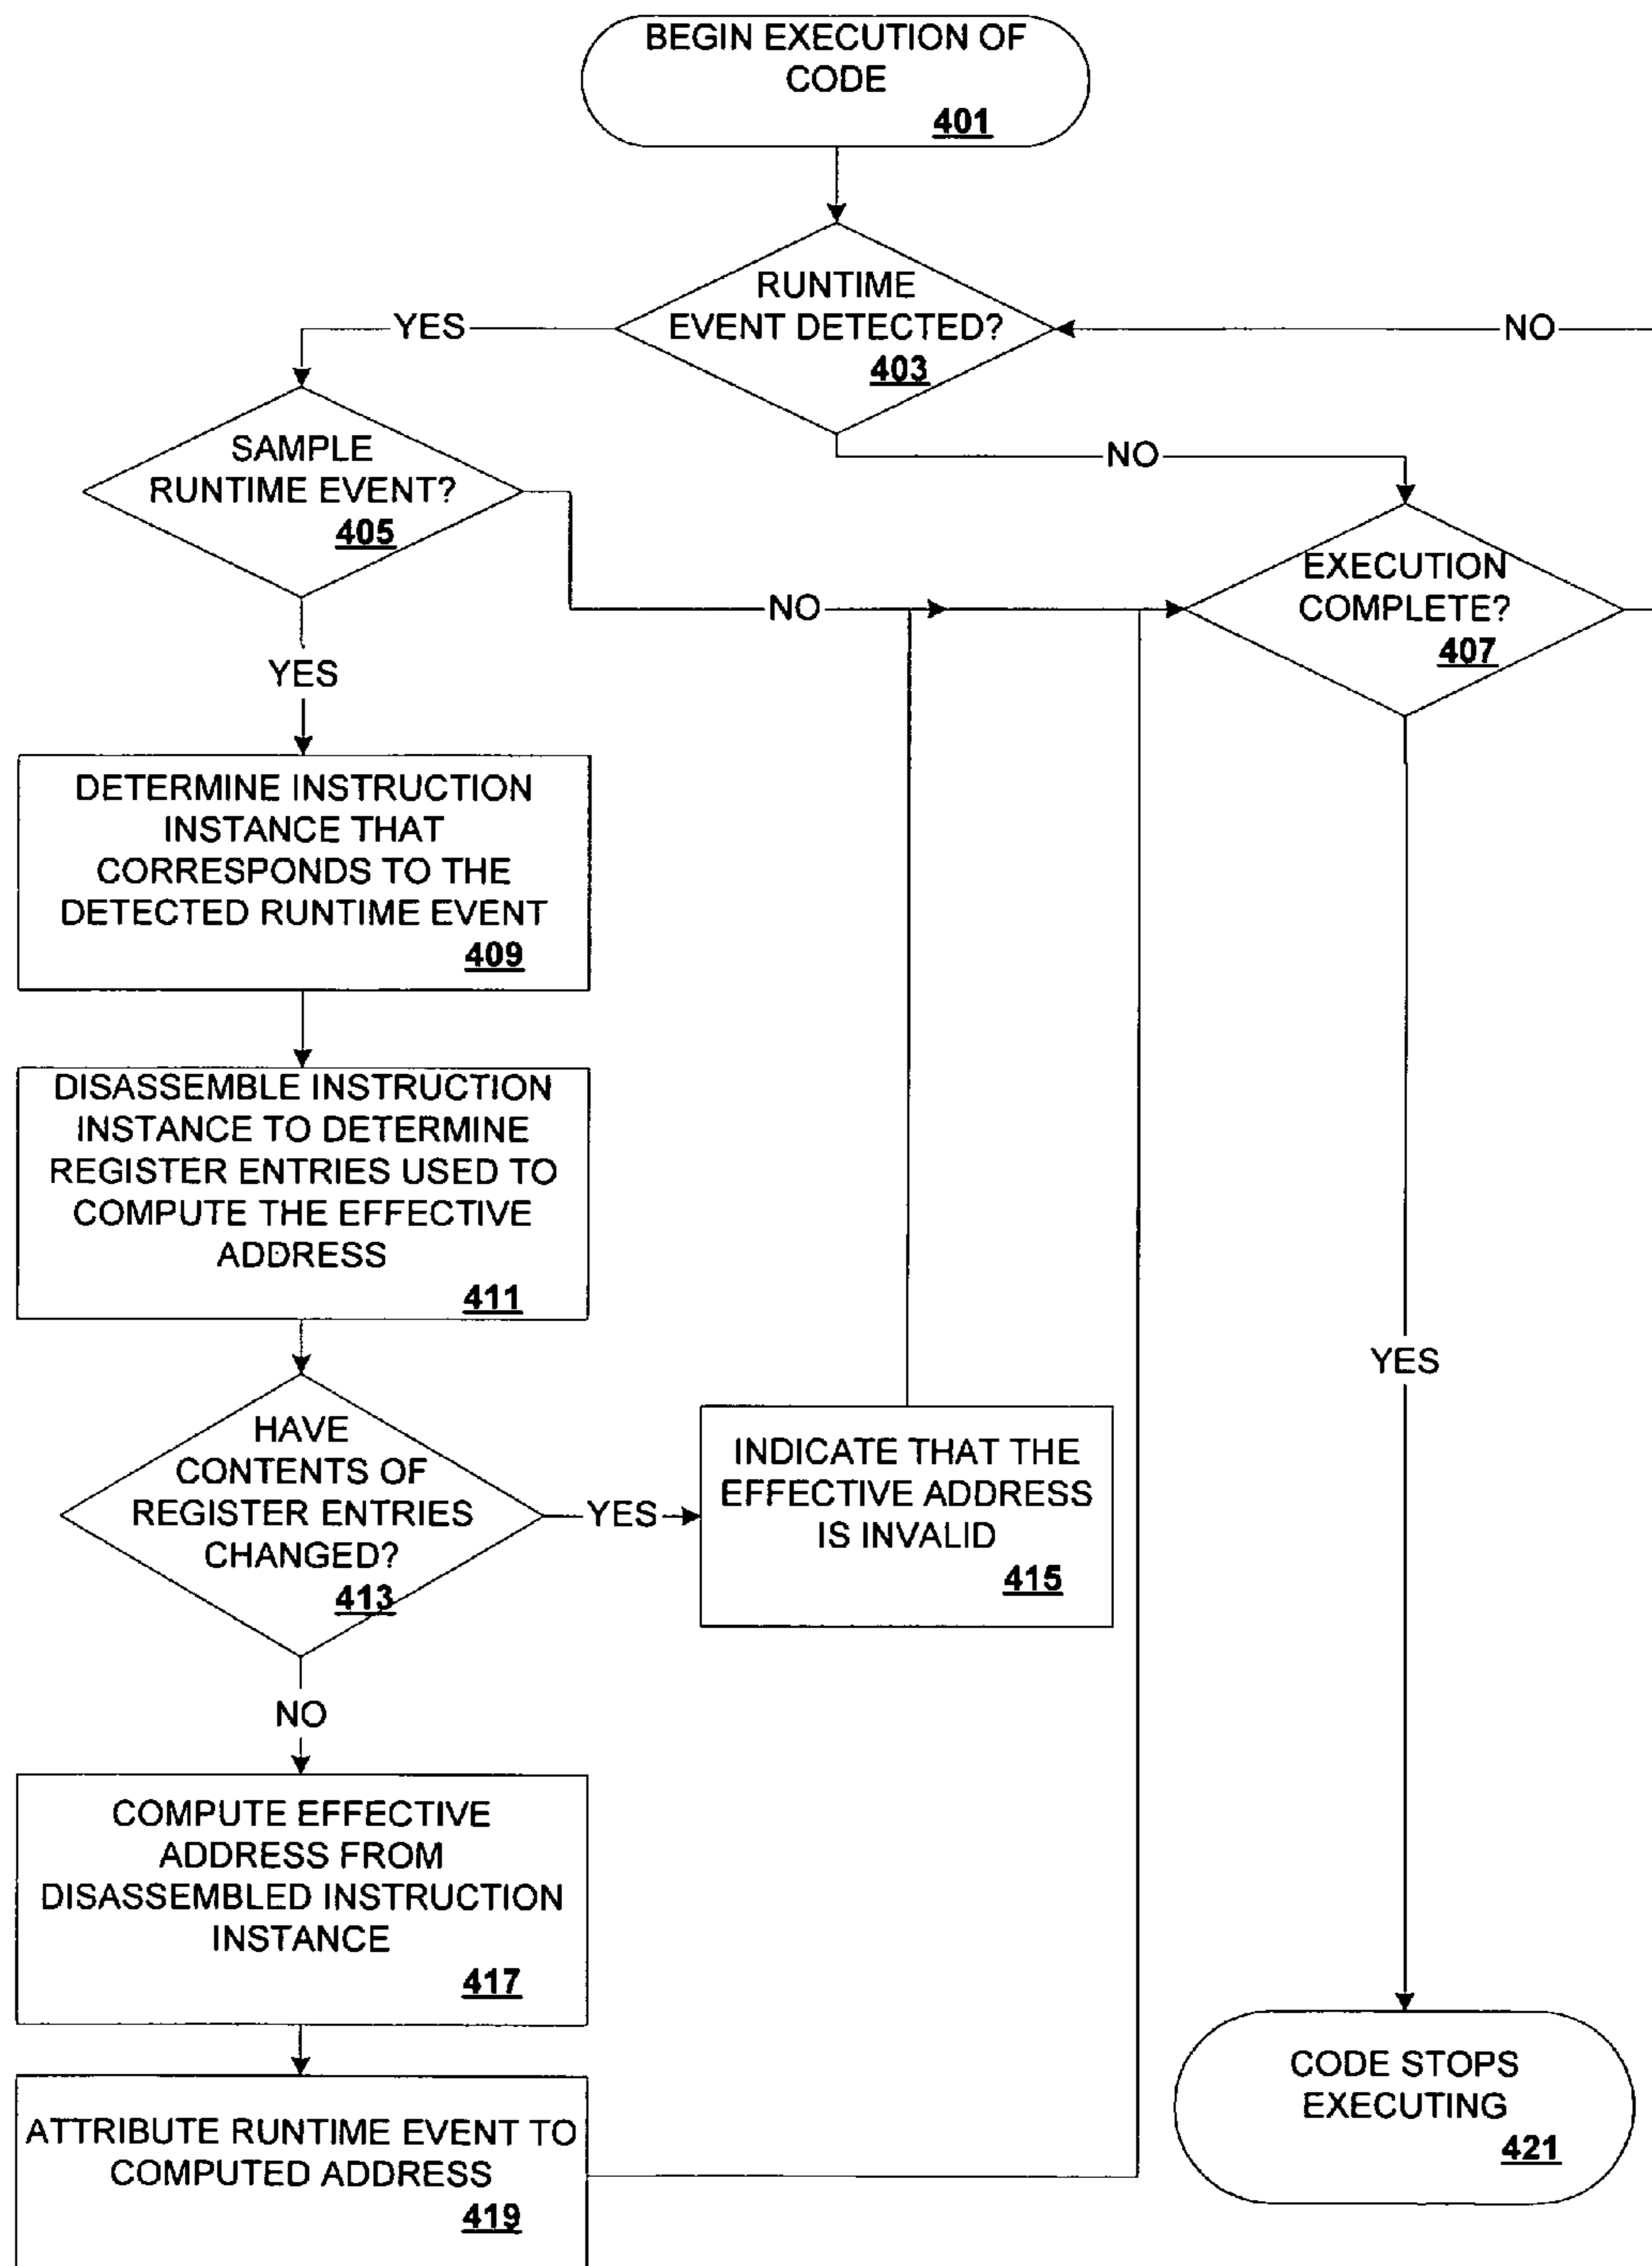 BEGIN EXECUTION OF
CODE
401
RUNTIME
EVENT DETECTED?
403
YES
NO
SAMPLE
RUNTIME EVENT?
405
NO
EXECUTION
COMPLETE?
407
NO
YES
DETERMINE INSTRUCTION
INSTANCE THAT
CORRESPONDS TO THE
DETECTED RUNTIME EVENT
409
DISASSEMBLE INSTRUCTION
INSTANCE TO DETERMINE
REGISTER ENTRIES USED TO
COMPUTE THE EFFECTIVE
ADDRESS
411
YES
HAVE
CONTENTS OF
REGISTER ENTRIES
CHANGED?
413
YES
INDICATE THAT THE
EFFECTIVE ADDRESS
IS INVALID
415
NO
COMPUTE EFFECTIVE
ADDRESS FROM
DISASSEMBLED INSTRUCTION
INSTANCE
417
ATTRIBUTE RUNTIME EVENT TO
COMPUTED ADDRESS
419
CODE STOPS
EXECUTING
421